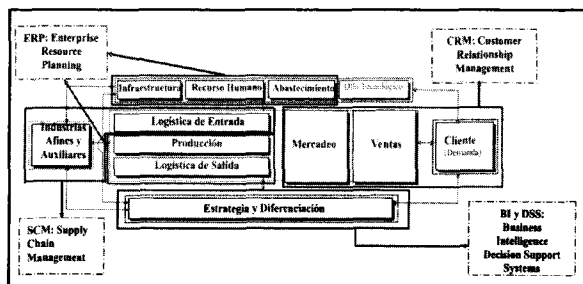 ERP: Enterprise
Resource
Planning
CRM: Customer
Relationship
Management
Infraestructura
Recurso Humano
Abastecimiento
Logística de Entrada
Industrias
Afines y
Auxiliares
Producción
Logística de Salida
Mercadeo
Ventas
Cliente
(Demanda)
Estrategia y Diferenciación
SCM: Supply
Chain
Management
BI y DSS:
Business
Intelligence
Decision Support
Systems